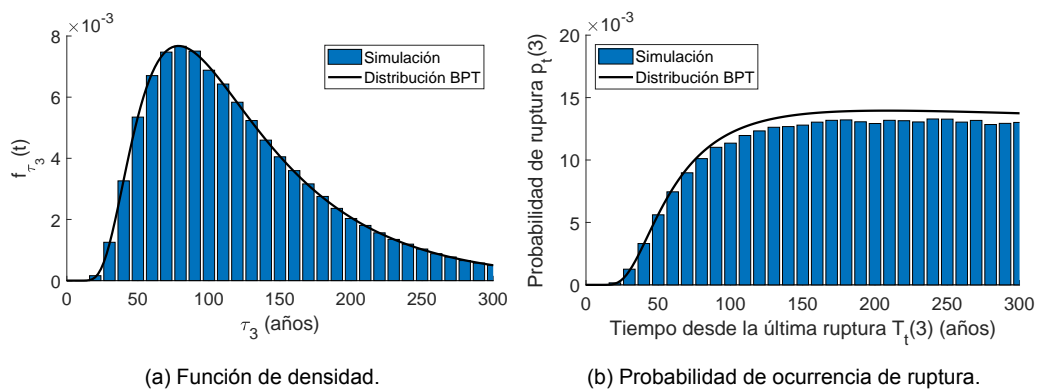 ×10⁻³
8
6
4
2
0
f_τ₃(t)
Simulación
Distribución BPT
0 50 100 150 200 250 300
τ₃ (años)
(a) Función de densidad.
×10⁻³
20
15
10
5
0
Probabilidad de ruptura p_t(3)
Simulación
Distribución BPT
0 50 100 150 200 250 300
Tiempo desde la última ruptura T_t(3) (años)
(b) Probabilidad de ocurrencia de ruptura.